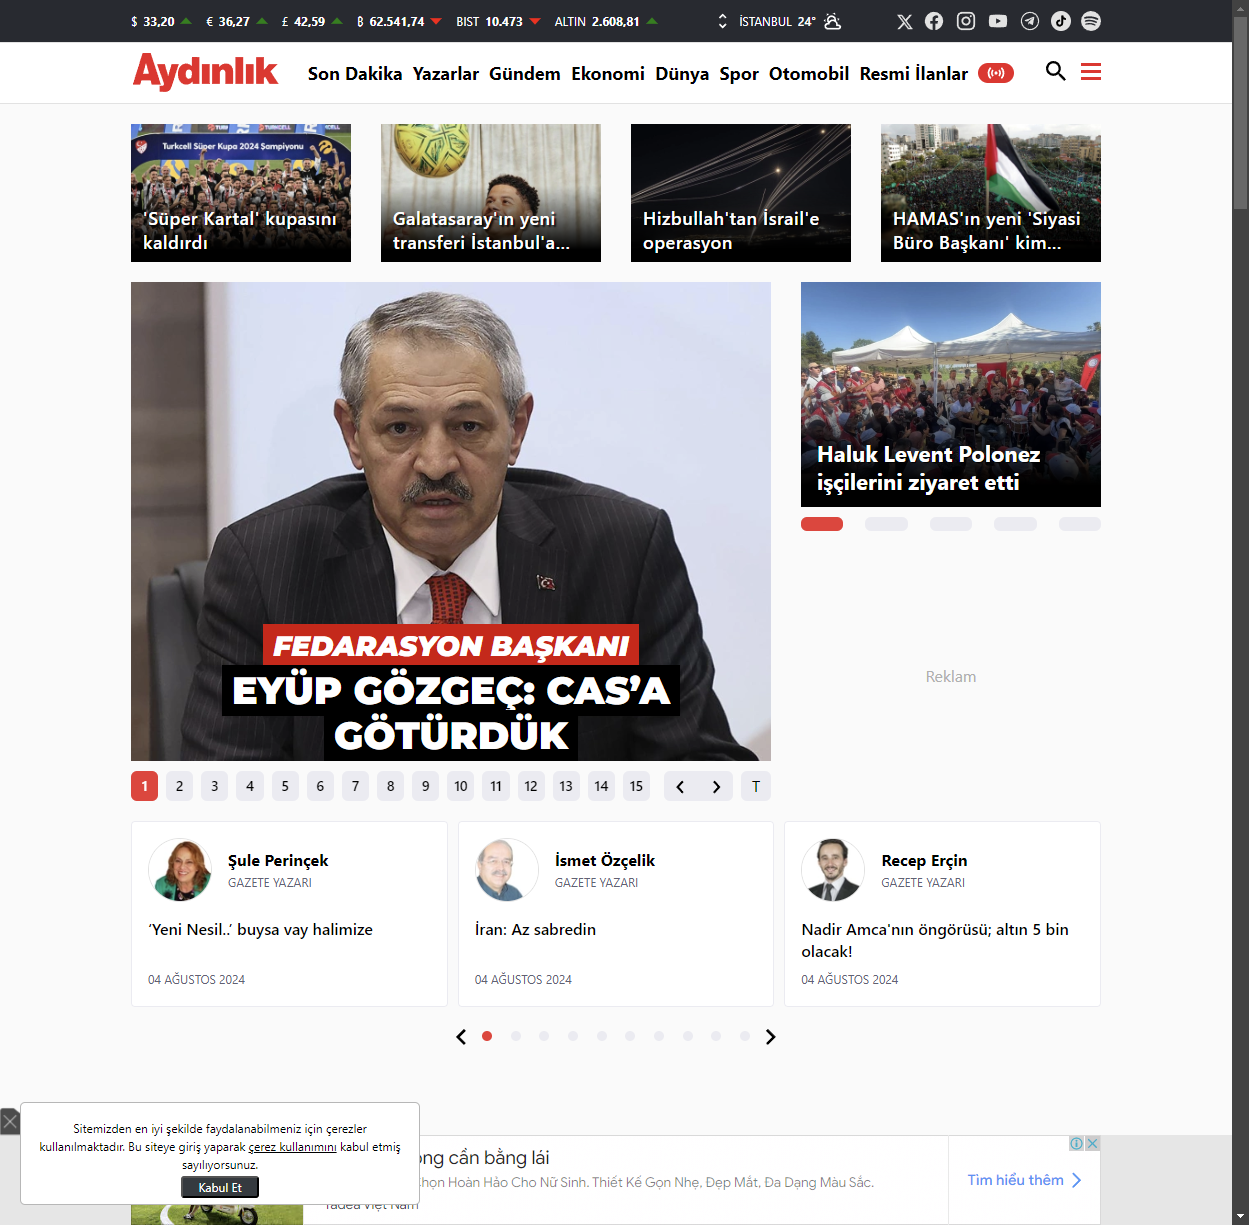 $ 33,20 € 36,27 £ 42,59 ฿ 62.541,74 BIST 10.473 ALTIN 2.608,81 İSTANBUL 24°
Aydınlık Son Dakika Yazarlar Gündem Ekonomi Dünya Spor Otomobil Resmi İlanlar
TURKCELL
Turkcell Süper Kupa 2024 Şampiyonu
'Süper Kartal' kupasını
kaldırdı
Galatasaray'ın yeni
transferi İstanbul'a...
Hizbullah'tan İsrail'e
operasyon
HAMAS'ın yeni 'Siyasi
Büro Başkanı' kim...
FEDARASYON BAŞKANI
EYÜP GÖZGEÇ: CAS’A
GÖTÜRDÜK
1 2 3 4 5 6 7 8 9 10 11 12 13 14 15 T
Haluk Levent Polonez
işçilerini ziyaret etti
Reklam
Şule Perinçek
GAZETE YAZARI
‘Yeni Nesil..’ buysa vay halimize
04 AĞUSTOS 2024
İsmet Özçelik
GAZETE YAZARI
İran: Az sabredin
04 AĞUSTOS 2024
Recep Erçin
GAZETE YAZARI
Nadir Amca'nın öngörüsü; altın 5 bin
olacak!
04 AĞUSTOS 2024
Sitemizden en iyi şekilde faydalanabilmeniz için çerezler
kullanılmaktadır. Bu siteye giriş yaparak çerez kullanımını kabul etmiş
sayılıyorsunuz.
Kabul Et
ong cần bằng lái
Chọn Hoàn Hảo Cho Nữ Sinh. Thiết Kế Gọn Nhẹ, Đẹp Mắt, Đa Dạng Màu Sắc.
Yadea Việt Nam
Tìm hiểu thêm